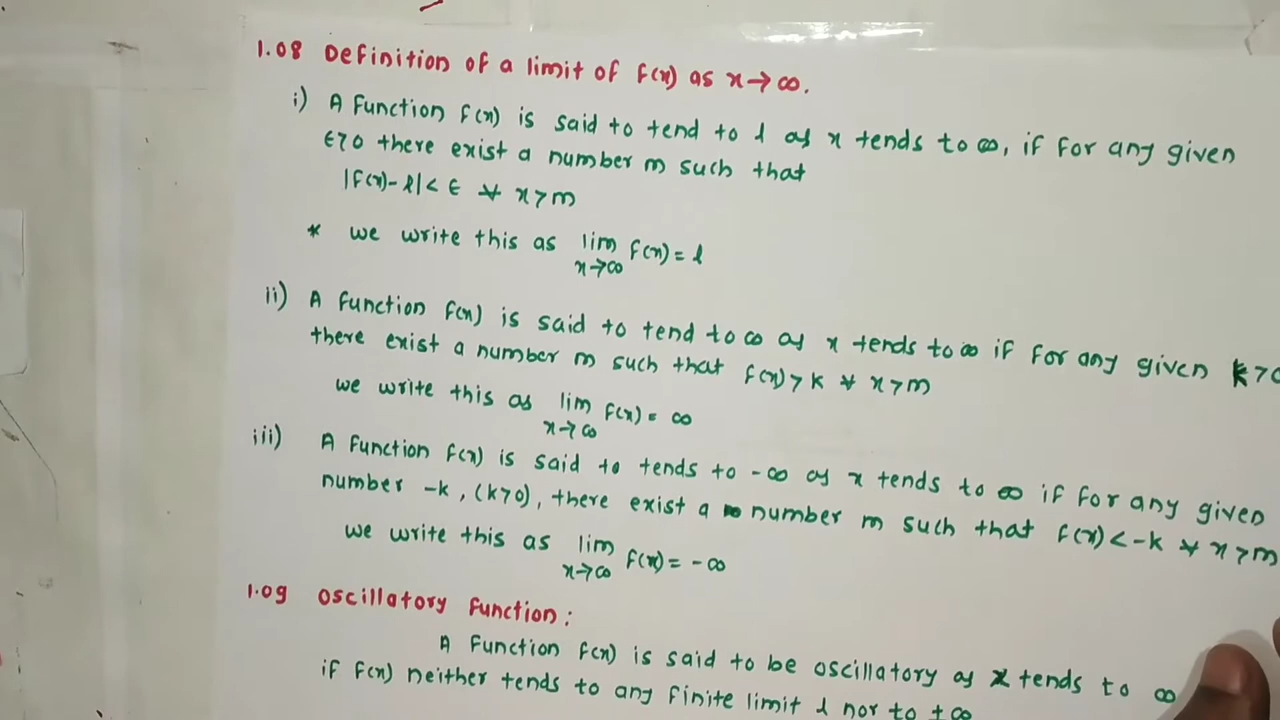 1.08 Definition of a limit of f(x) as x→∞.
i) A Function f(x) is said to tend to l as x tends to ∞, if for any given
ε>0 there exist a number m such that
|f(x)-l|< ε ∀ x>m
* we write this as lim f(x)= l
x→∞
ii) A function f(x) is said to tend to ∞ as x tends to ∞ if for any given k>0
there exist a number m such that f(x)>k ∀ x>m
we write this as lim f(x)= ∞
x→∞
iii) A function f(x) is said to tends to -∞ as x tends to ∞ if for any given
number -k, (k>0), there exist a number m such that f(x)<-k ∀ x>m
we write this as lim f(x)= -∞
x→∞
1.09 oscillatory function:
A function f(x) is said to be oscillatory as x tends to ∞
if f(x) neither tends to any finite limit l nor to ±∞